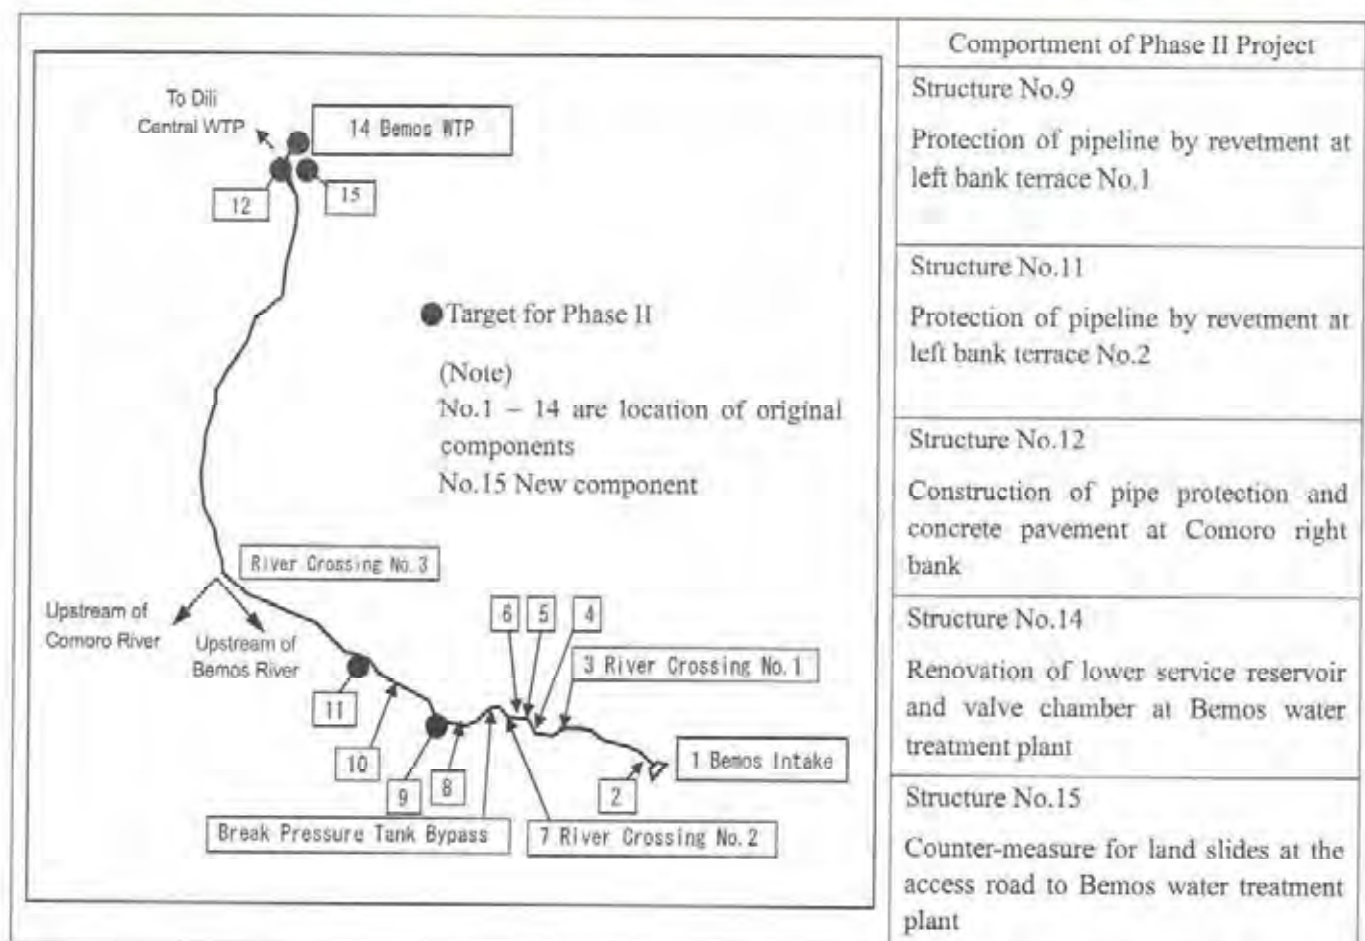 To Dili
Central WTP
14 Bemos WTP
12
15
Target for Phase II
(Note)
No.1 – 14 are location of original
components
No.15 New component
River Crossing No.3
Upstream of
Comoro River
Upstream of
Bemos River
6
5
4
3 River Crossing No.1
11
10
9
8
2
1 Bemos Intake
Break Pressure Tank Bypass
7 River Crossing No.2
Comportment of Phase II Project
Structure No.9
Protection of pipeline by revetment at
left bank terrace No.1
Structure No.11
Protection of pipeline by revetment at
left bank terrace No.2
Structure No.12
Construction of pipe protection and
concrete pavement at Comoro right
bank
Structure No.14
Renovation of lower service reservoir
and valve chamber at Bemos water
treatment plant
Structure No.15
Counter-measure for land slides at the
access road to Bemos water treatment
plant